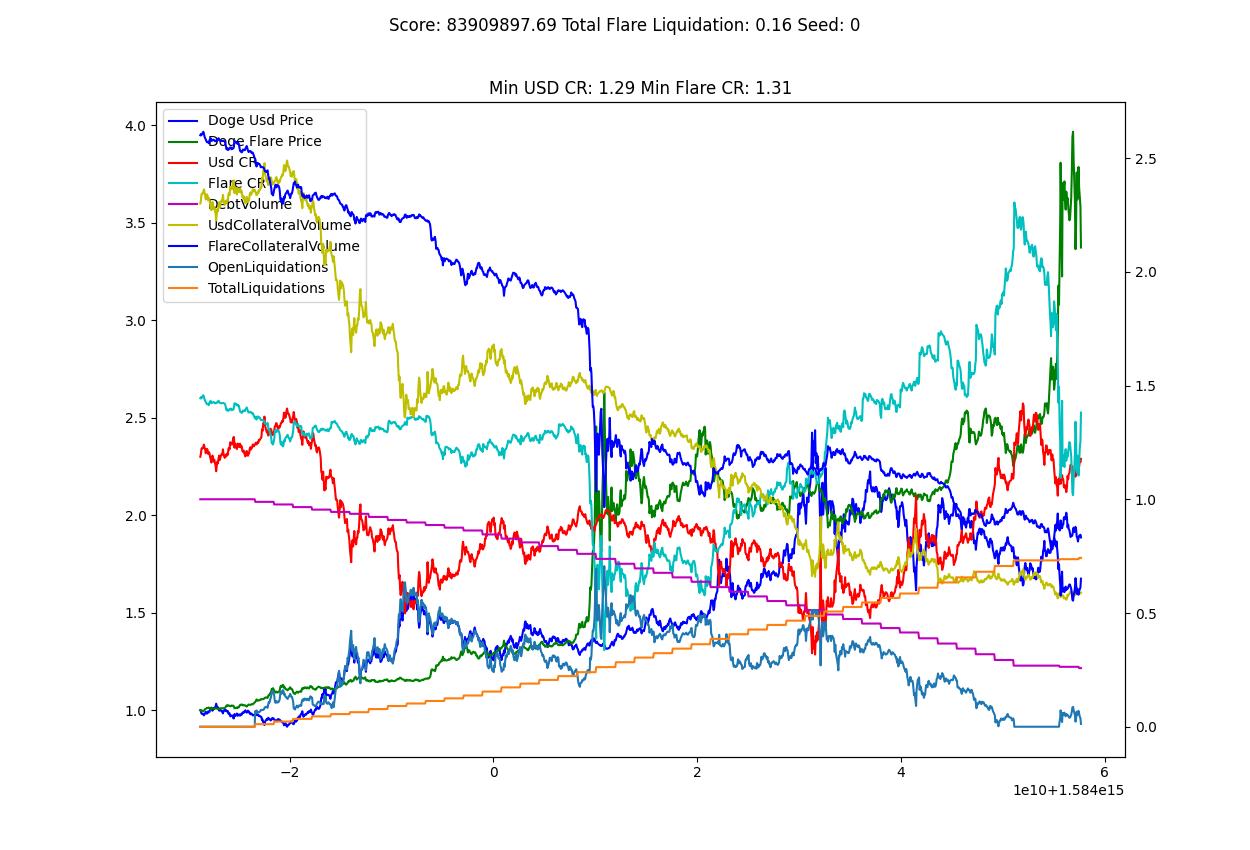 Score: 83909897.69 Total Flare Liquidation: 0.16 Seed: 0
Min USD CR: 1.29 Min Flare CR: 1.31
Doge Usd Price
Doge Flare Price
Usd CR
Flare CR
DebtVolume
UsdCollateralVolume
FlareCollateralVolume
OpenLiquidations
TotalLiquidations
4.0
3.5
3.0
2.5
2.0
1.5
1.0
2.5
2.0
1.5
1.0
0.5
0.0
−2
0
2
4
6
1e10+1.584e15